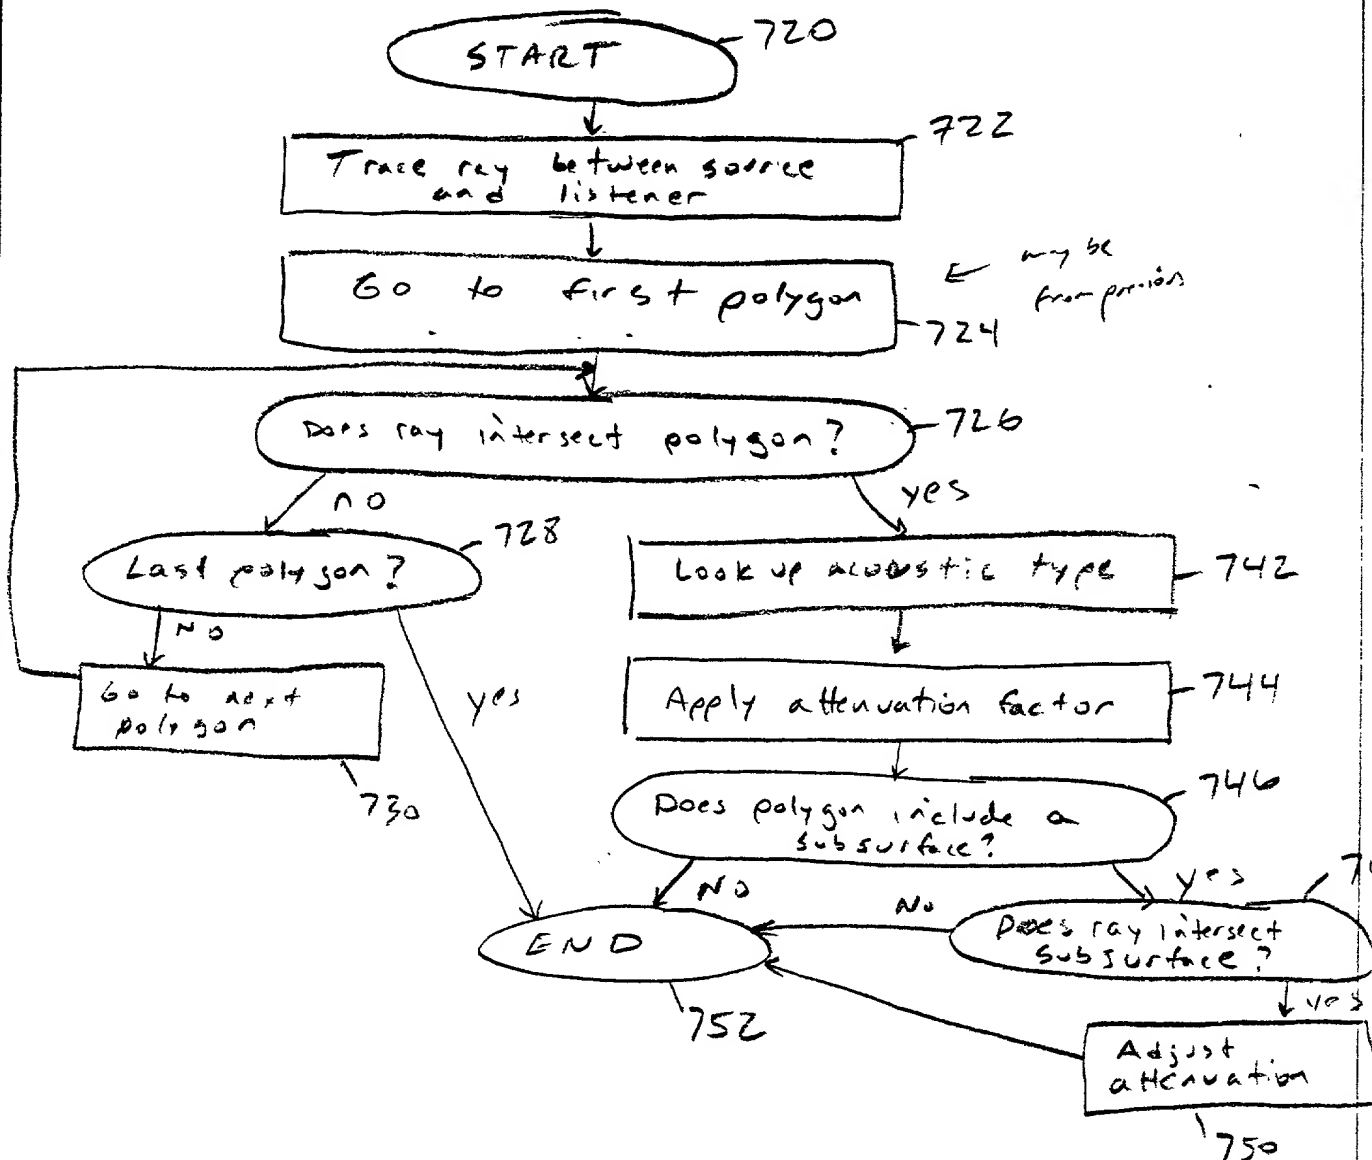 START
720
722
Trace ray between source
and listener
Go to first polygon
may be
from previous
724
Does ray intersect polygon?
726
no
yes
Last polygon?
728
Look up acoustic type
742
No
Go to next
polygon
730
yes
Apply attenuation factor
744
Does polygon include a
subsurface?
746
No
yes
No
END
752
Does ray intersect
subsurface?
yes
Adjust
attenuation
750